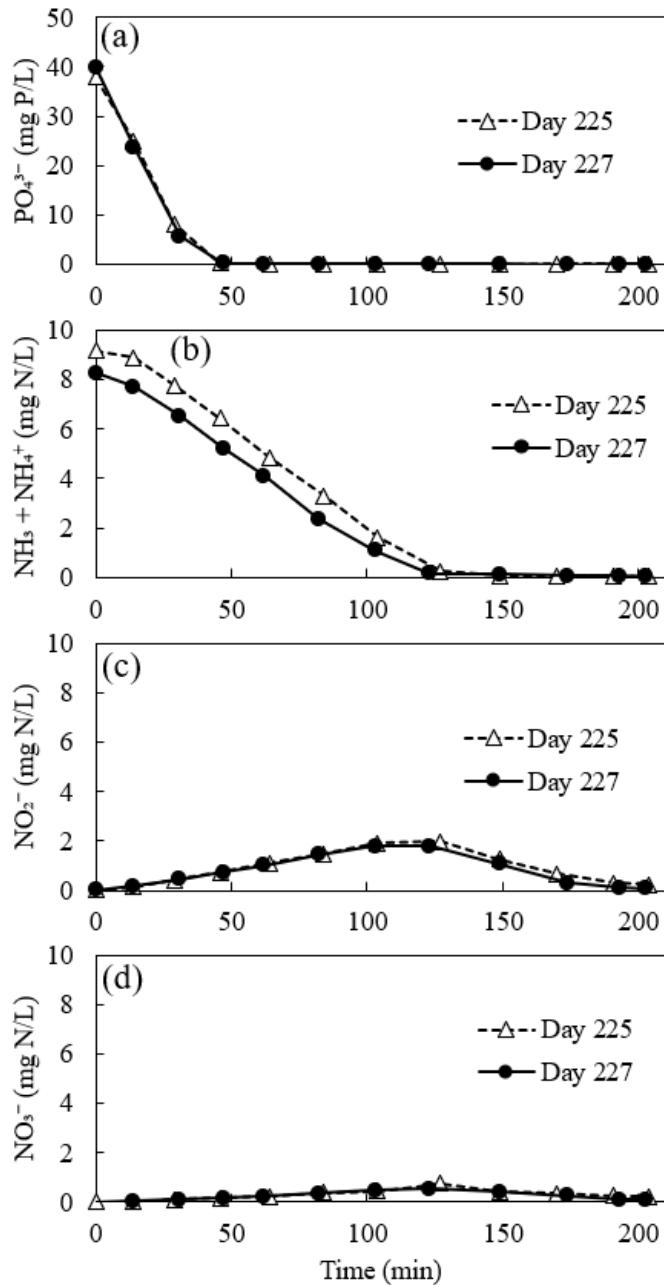 (a)
PO₄³⁻ (mg P/L)
50
40
30
20
10
0
Day 225
Day 227
0 50 100 150 200
(b)
NH₃ + NH₄⁺ (mg N/L)
10
8
6
4
2
0
Day 225
Day 227
0 50 100 150 200
(c)
NO₂⁻ (mg N/L)
10
8
6
4
2
0
Day 225
Day 227
0 50 100 150 200
(d)
NO₃⁻ (mg N/L)
10
8
6
4
2
0
Day 225
Day 227
0 50 100 150 200
Time (min)